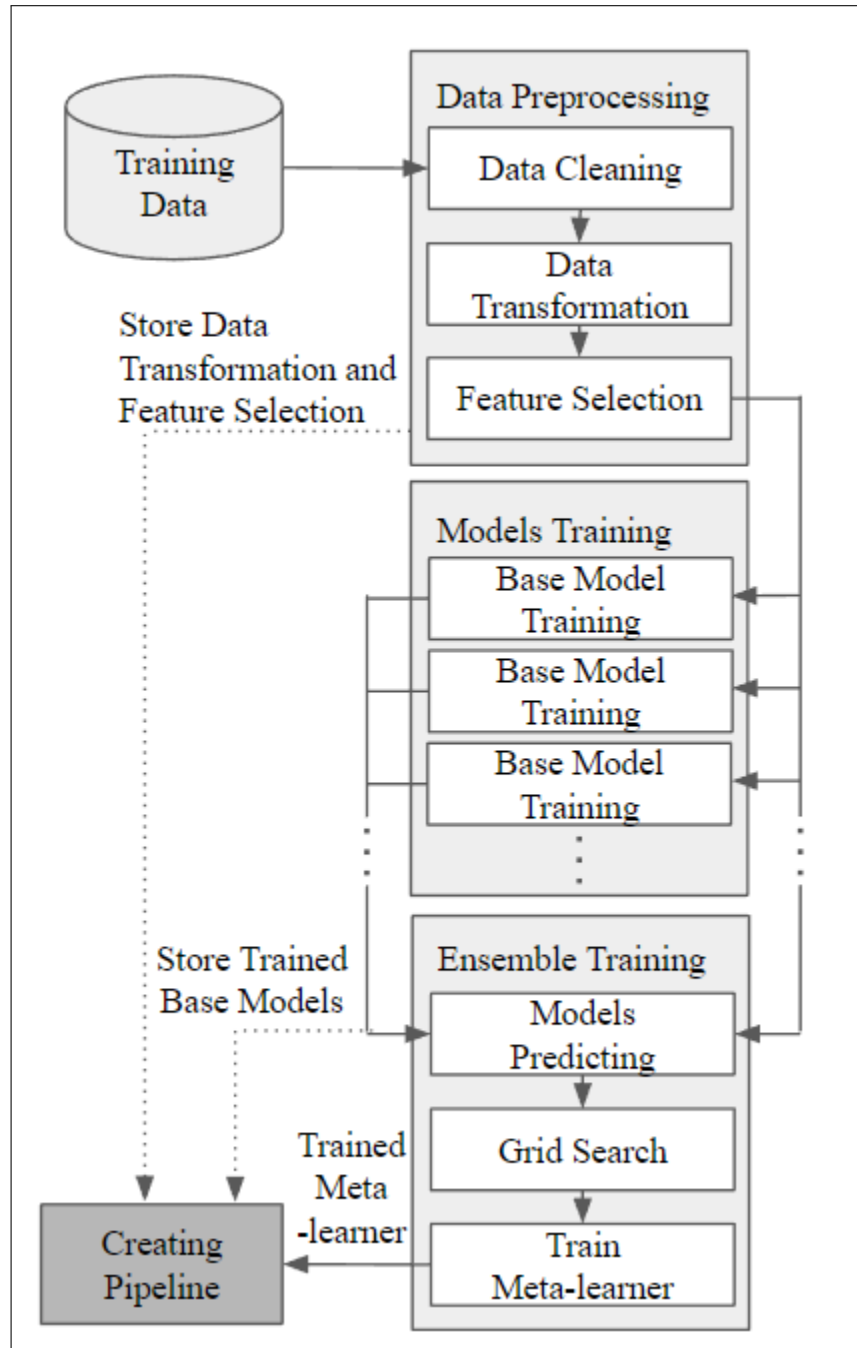 Data Preprocessing
Training
Data
Data Cleaning
Data
Transformation
Store Data
Transformation and
Feature Selection
Feature Selection
Models Training
Base Model
Training
Base Model
Training
Base Model
Training
Ensemble Training
Store Trained
Base Models
Models
Predicting
Grid Search
Trained
Meta
-learner
Train
Meta-learner
Creating
Pipeline